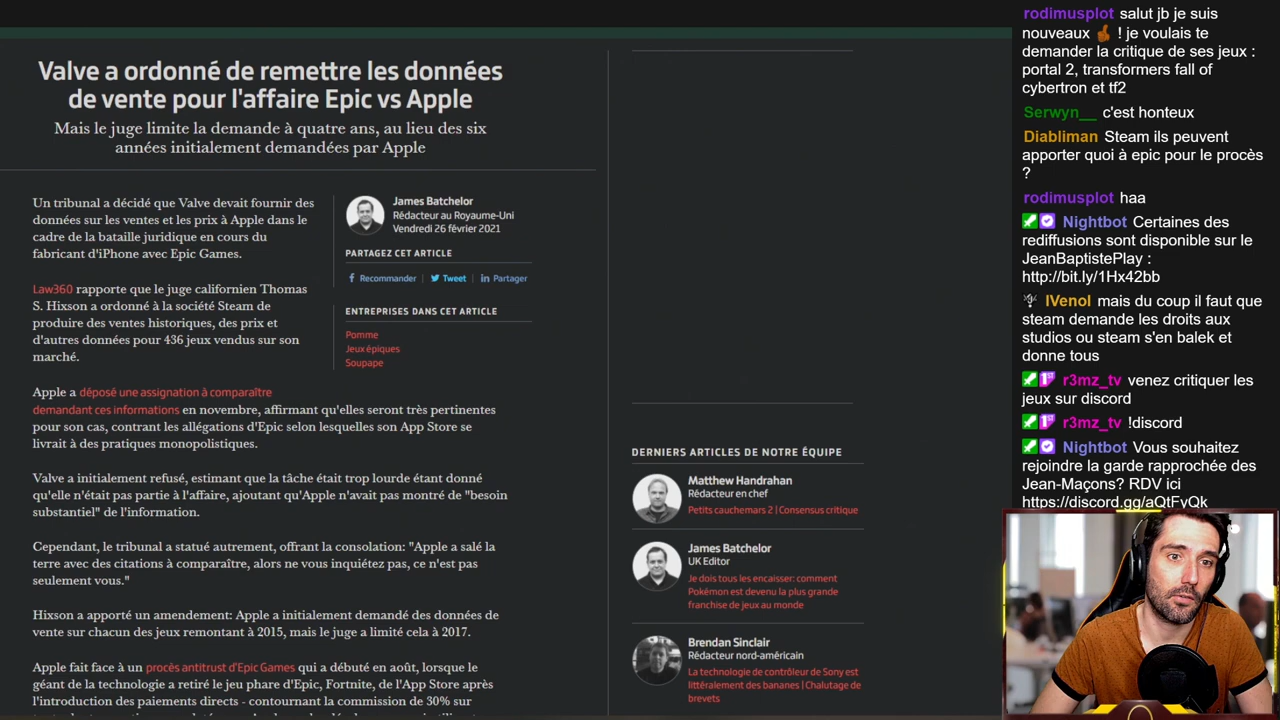 Valve a ordonné de remettre les données
de vente pour l'affaire Epic vs Apple
Mais le juge limite la demande à quatre ans, au lieu des six
années initialement demandées par Apple
Un tribunal a décidé que Valve devait fournir des
données sur les ventes et les prix à Apple dans le
cadre de la bataille juridique en cours du
fabricant d'iPhone avec Epic Games.
Law360 rapporte que le juge californien Thomas
S. Hixson a ordonné à la société Steam de
produire des ventes historiques, des prix et
d'autres données pour 436 jeux vendus sur son
marché.
Apple a déposé une assignation à comparaître
demandant ces informations en novembre, affirmant qu'elles seront très pertinentes
pour son cas, contrant les allégations d'Epic selon lesquelles son App Store se
livrait à des pratiques monopolistiques.
Valve a initialement refusé, estimant que la tâche était trop lourde étant donné
qu'elle n'était pas partie à l'affaire, ajoutant qu'Apple n'avait pas montré de "besoin
substantiel" de l'information.
Cependant, le tribunal a statué autrement, offrant la consolation: "Apple a salé la
terre avec des citations à comparaître, alors ne vous inquiétez pas, ce n'est pas
seulement vous."
Hixson a apporté un amendement: Apple a initialement demandé des données de
vente sur chacun des jeux remontant à 2015, mais le juge a limité cela à 2017.
Apple fait face à un procès antitrust d'Epic Games qui a débuté en août, lorsque le
géant de la technologie a retiré le jeu phare d'Epic, Fortnite, de l'App Store après
l'introduction des paiements directs - contournant la commission de 30% sur
James Batchelor
Rédacteur au Royaume-Uni
Vendredi 26 février 2021
PARTAGEZ CET ARTICLE
Recommander
Tweet
Partager
ENTREPRISES DANS CET ARTICLE
Pomme
Jeux épiques
Soupape
DERNIERS ARTICLES DE NOTRE ÉQUIPE
Matthew Handrahan
Rédacteur en chef
Petits cauchemars 2 | Consensus critique
James Batchelor
UK Editor
Je dois tous les encaisser: comment
Pokémon est devenu la plus grande
franchise de jeux au monde
Brendan Sinclair
Rédacteur nord-américain
La technologie de contrôleur de Sony est
littéralement des bananes | Chalutage de
brevets
rodimusplot salut jb je suis
nouveaux ! je voulais te
demander la critique de ses jeux :
portal 2, transformers fall of
cybertron et tf2
Serwyn__ c'est honteux
Diabliman Steam ils peuvent
apporter quoi à epic pour le procès
?
rodimusplot haa
Nightbot Certaines des
rediffusions sont disponible sur le
JeanBaptistePlay :
http://bit.ly/1Hx42bb
IVenol mais du coup il faut que
steam demande les droits aux
studios ou steam s'en balek et
donne tous
r3mz_tv venez critiquer les
jeux sur discord
r3mz_tv !discord
Nightbot Vous souhaitez
rejoindre la garde rapprochée des
Jean-Maçons? RDV ici
https://discord.gg/aQtFyQk